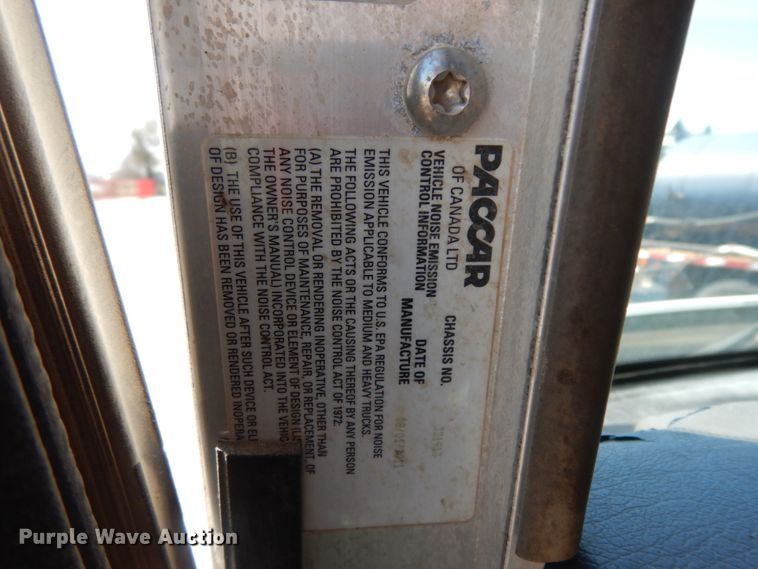 PACCAR
OF CANADA LTD
VEHICLE NOISE EMISSION
CONTROL INFORMATION
CHASSIS NO.
DATE OF
MANUFACTURE
THIS VEHICLE CONFORMS TO U.S. EPA REGULATION FOR NOISE
EMISSION APPLICABLE TO MEDIUM AND HEAVY TRUCKS.
THE FOLLOWING ACTS OR THE CAUSING THEREOF BY ANY PERSON
ARE PROHIBITED BY THE NOISE CONTROL ACT OF 1972:
(A) THE REMOVAL OR RENDERING INOPERATIVE, OTHER THAN
FOR PURPOSES OF MAINTENANCE, REPAIR, OR REPLACEMENT, OF
ANY NOISE CONTROL DEVICE OR ELEMENT OF DESIGN
THE OWNER'S MANUAL) INCORPORATED INTO THE
COMPLIANCE WITH THE NOISE CONTROL ACT.
(B) THE USE OF THIS VEHICLE AFTER SUCH DEVICE OR
OF DESIGN HAS BEEN REMOVED OR RENDERED
Purple Wave Auction